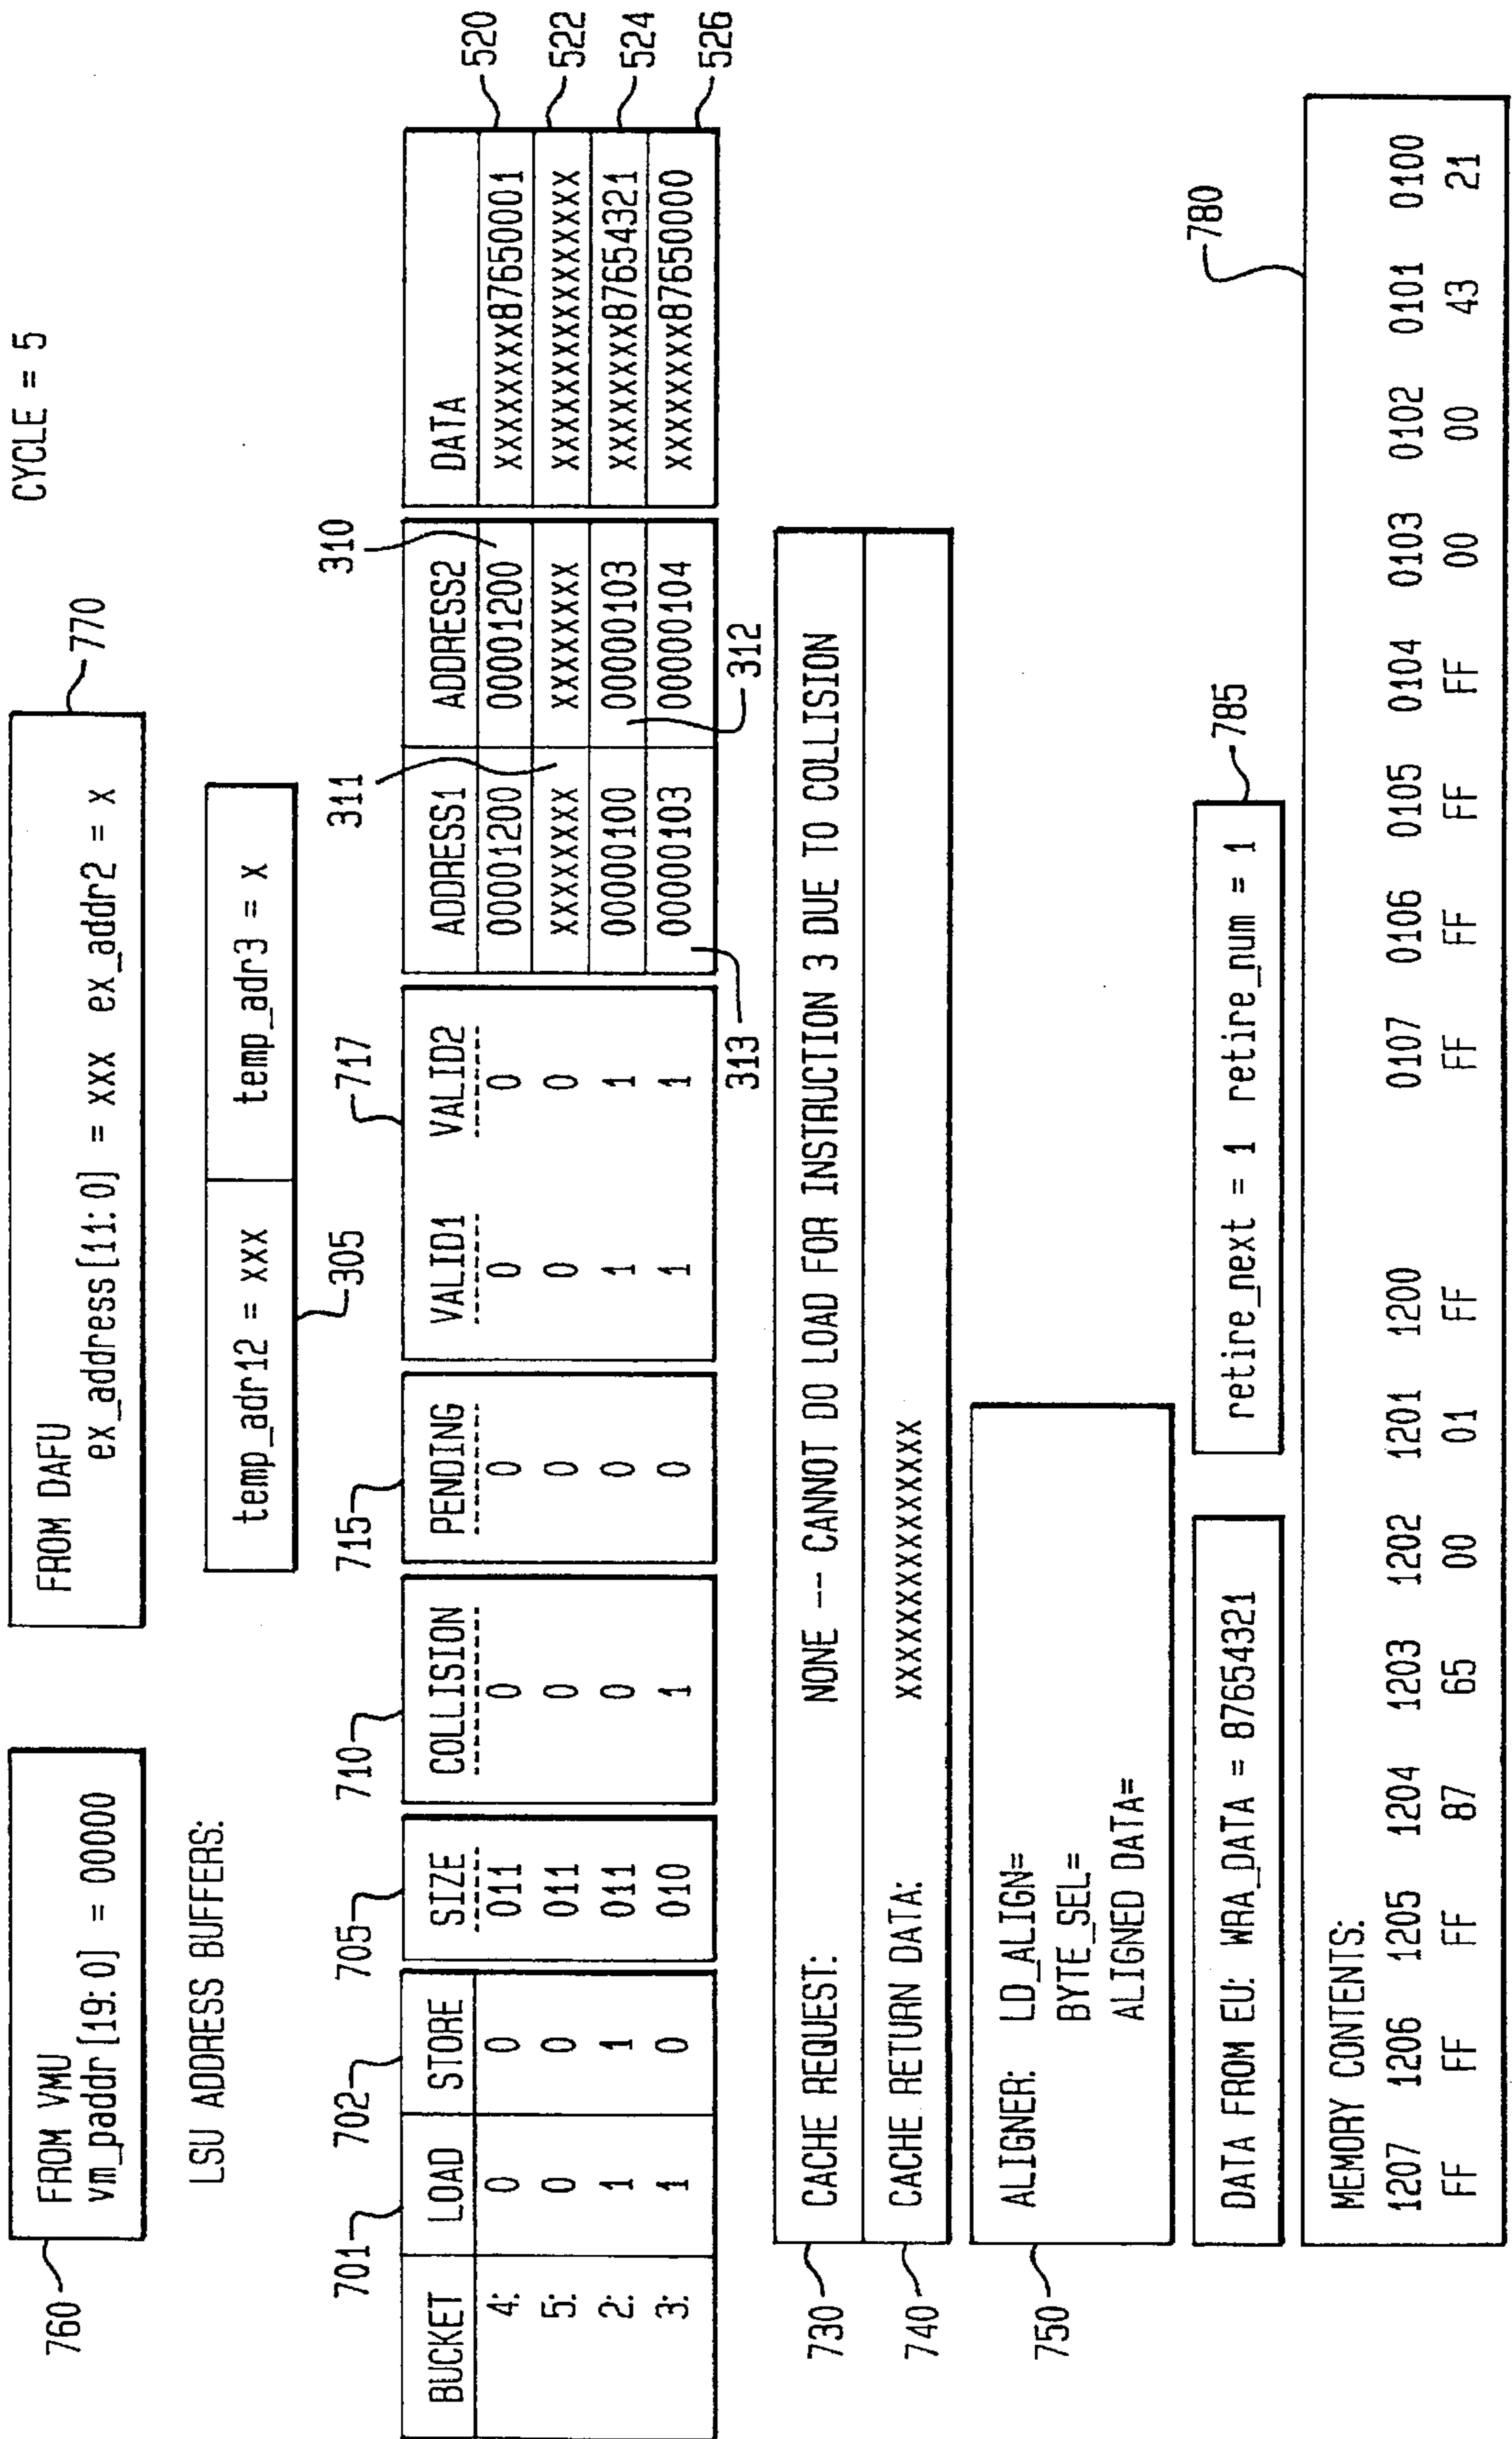 CYCLE = 5
FROM VMU
vm_paddr [19: 0] = 00000
760
FROM DAFU
ex_address [11: 0] = XXX ex_addr2 = X
770
LSU ADDRESS BUFFERS:
temp_adr12 = XXX temp_adr3 = X
305
701 702 705 710 715 717 311 310
BUCKET LOAD STORE SIZE COLLISION PENDING VALID1 VALID2 ADDRESS1 ADDRESS2 DATA
4: 0 0 011 0 0 0 0 00001200 00001200 XXXXXXXX87650001 520
5: 0 0 011 0 0 0 0 XXXXXXXX XXXXXXXX XXXXXXXXXXXXXXXX 522
2: 1 1 011 0 0 1 1 00000100 00000103 XXXXXXXX87654321 524
3: 1 0 010 1 0 1 1 00000103 00000104 XXXXXXXX87650000 526
313 312
730 CACHE REQUEST: NONE -- CANNOT DO LOAD FOR INSTRUCTION 3 DUE TO COLLISION
740 CACHE RETURN DATA: XXXXXXXXXXXXXXXX
750 ALIGNER: LD_ALIGN=
BYTE_SEL=
ALIGNED DATA=
DATA FROM EU: WRA_DATA = 87654321
retire_next = 1 retire_num = 1
785
780
MEMORY CONTENTS:
1207 1206 1205 1204 1203 1202 1201 1200 0107 0106 0105 0104 0103 0102 0101 0100
FF FF FF 87 65 00 01 FF FF FF FF FF 00 00 43 21